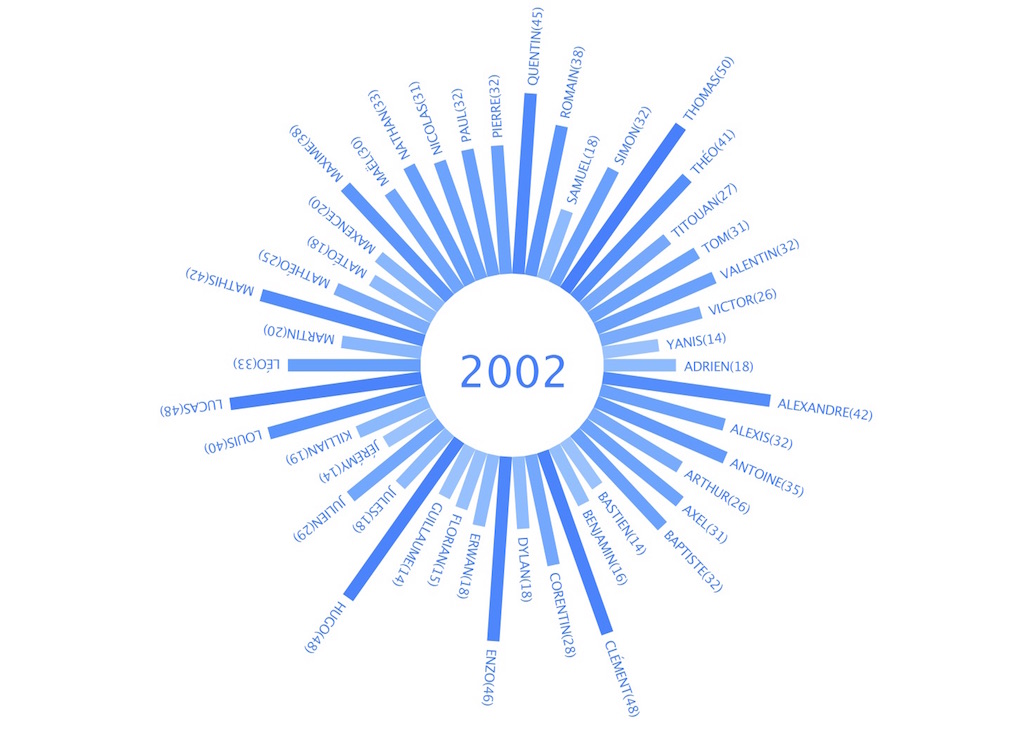 2002
ADRIEN(18)
ALEXANDRE(42)
ALEXIS(32)
ANTOINE(35)
ARTHUR(26)
AXEL(31)
BAPTISTE(32)
BASTIEN(14)
BENJAMIN(16)
CLÉMENT(48)
CORENTIN(28)
DYLAN(18)
ENZO(46)
ERWAN(18)
FLORIAN(15)
GUILLAUME(14)
HUGO(48)
JULES(18)
JULIEN(29)
JÉRÉMY(14)
KILLIAN(19)
LOUIS(40)
LUCAS(48)
LÉO(33)
MARTIN(20)
MATHIS(42)
MATHÉO(25)
MATÉO(18)
MAXENCE(20)
MAXIME(38)
MAËL(30)
NATHAN(33)
NICOLAS(31)
PAUL(32)
PIERRE(32)
QUENTIN(45)
ROMAIN(38)
SAMUEL(18)
SIMON(32)
THOMAS(50)
THÉO(41)
TITOUAN(27)
TOM(31)
VALENTIN(32)
VICTOR(26)
YANIS(14)